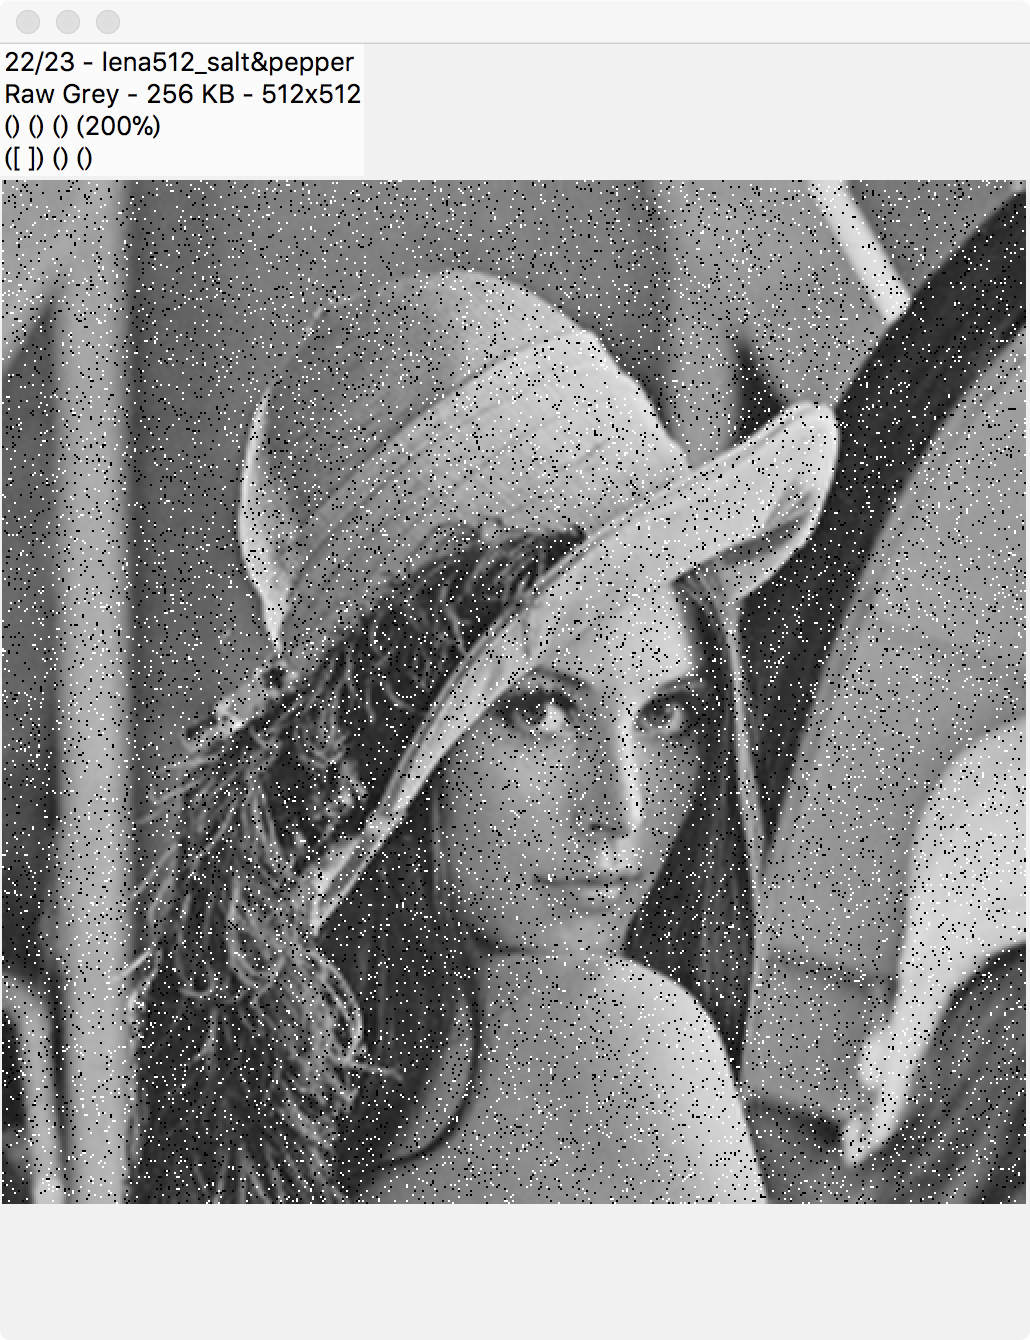 22/23 - lena512_salt&pepper
Raw Grey - 256 KB - 512x512
() () () (200%)
([ ]) () ()